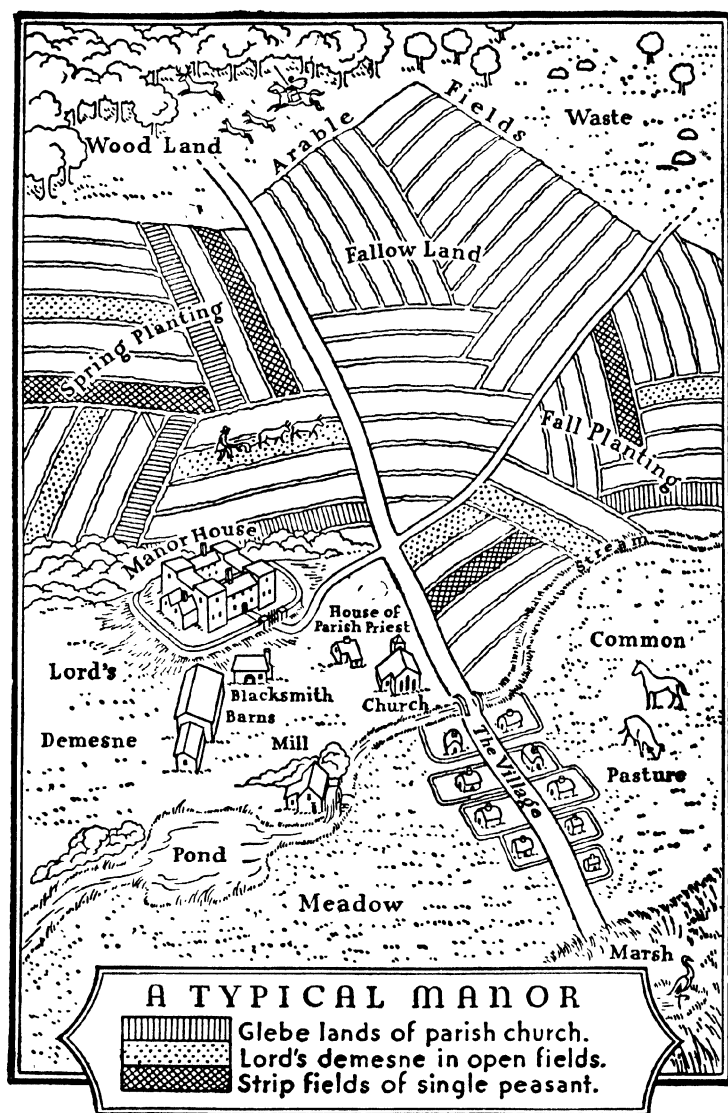 Wood Land
Arable Fields
Waste
Fallow Land
Spring Planting
Fall Planting
Manor House
Stream
House of
Parish Priest
Common
Lord's
Blacksmith
Church
Barns
Demesne
Mill
The Village
Pasture
Pond
Meadow
Marsh
A TYPICAL MANOR
Glebe lands of parish church.
Lord's demesne in open fields.
Strip fields of single peasant.